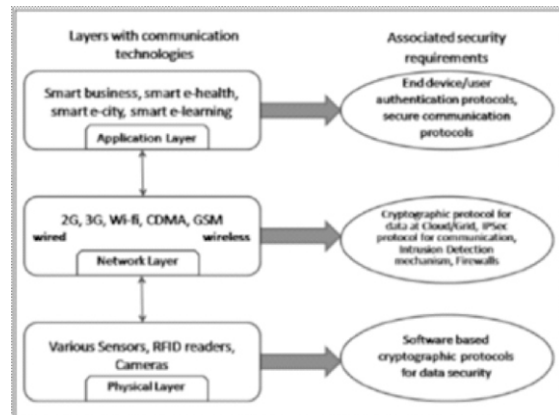 Layers with communication
technologies
Associated security
requirements
Smart business, smart e-health,
smart e-city, smart e-learning
Application Layer
End device/user
authentication protocols,
secure communication
protocols
2G, 3G, Wi-fi, CDMA, GSM
wired wireless
Network Layer
Cryptographic protocol for
data at Cloud/Grid, IPSec
protocol for communication,
Intrusion Detection
mechanism, Firewalls
Various Sensors, RFID readers,
Cameras
Physical Layer
Software based
cryptographic protocols
for data security